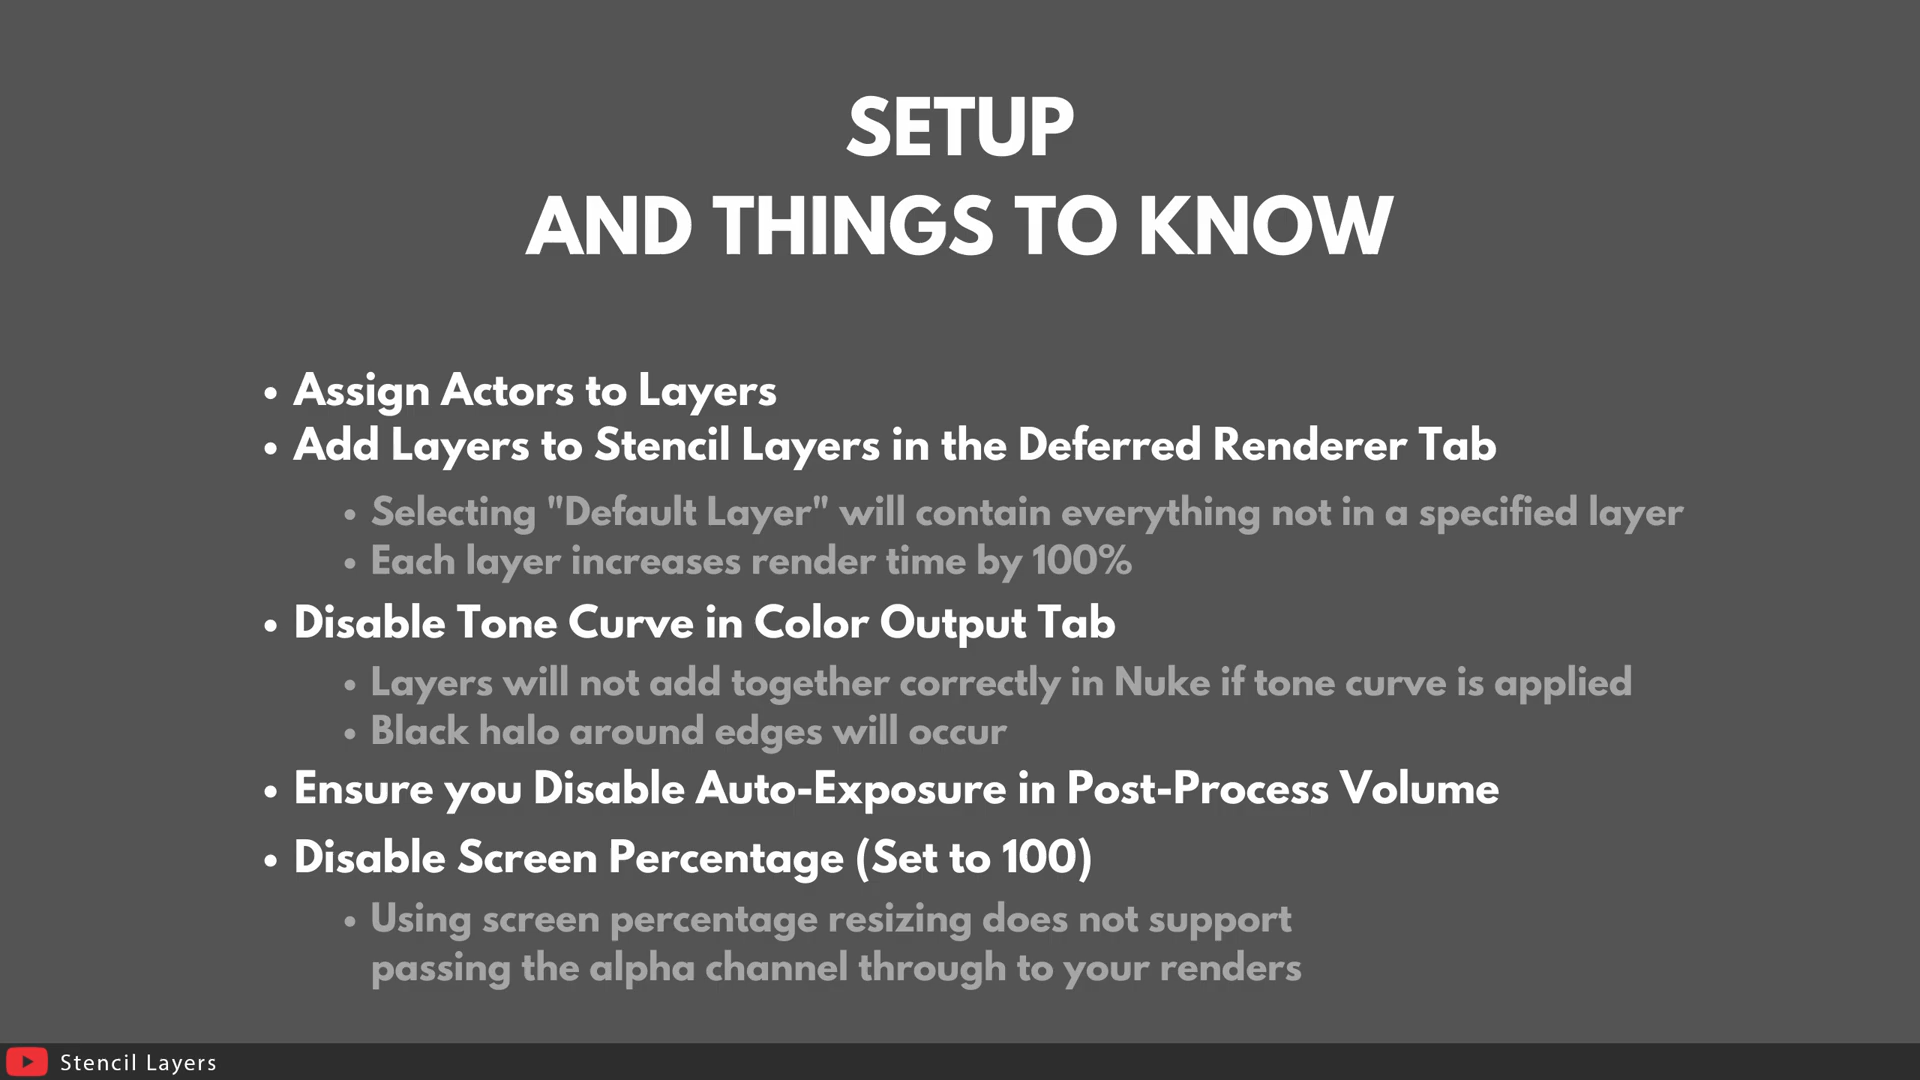 SETUP
AND THINGS TO KNOW
• Assign Actors to Layers
• Add Layers to Stencil Layers in the Deferred Renderer Tab
• Selecting "Default Layer" will contain everything not in a specified layer
• Each layer increases render time by 100%
• Disable Tone Curve in Color Output Tab
• Layers will not add together correctly in Nuke if tone curve is applied
• Black halo around edges will occur
• Ensure you Disable Auto-Exposure in Post-Process Volume
• Disable Screen Percentage (Set to 100)
• Using screen percentage resizing does not support
passing the alpha channel through to your renders
Stencil Layers